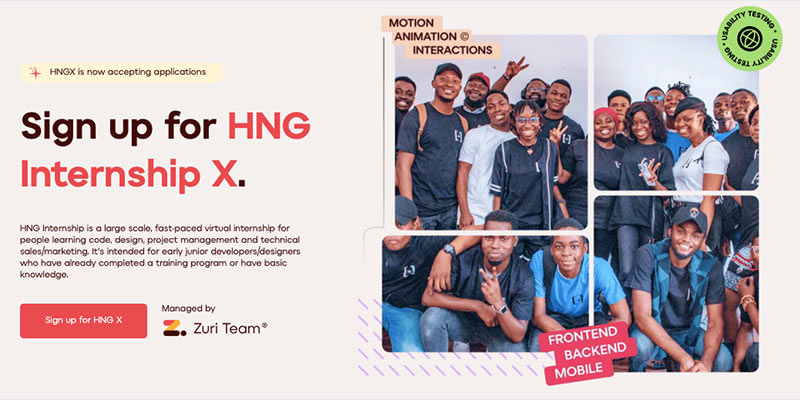 HNGX is now accepting applications
Sign up for HNG
Internship X.
HNG Internship is a large scale, fast-paced virtual internship for
people learning code, design, project management and technical
sales/marketing. It's intended for early junior developers/designers
who have already completed a training program or have basic
knowledge.
Sign up for HNG X
Managed by
Zuri Team®
MOTION
ANIMATION ©
INTERACTIONS
USABILITY TESTING • USABILITY TESTING •
FRONTEND
BACKEND
MOBILE